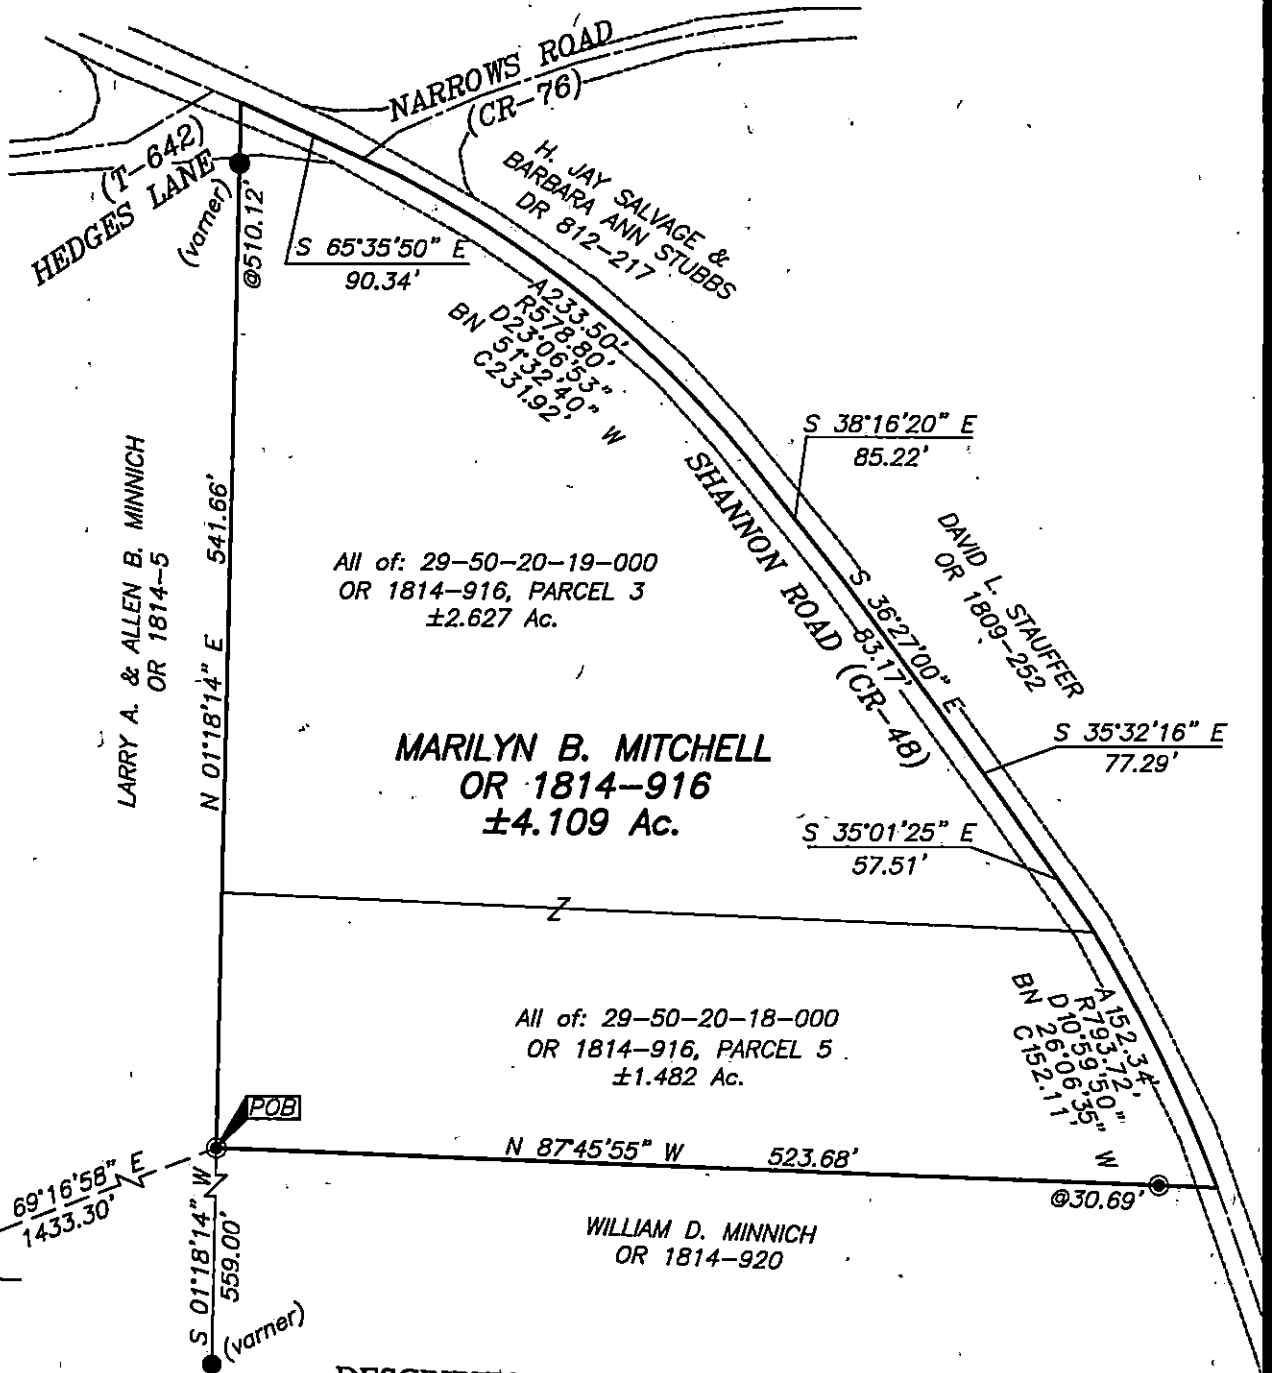 NARROWS ROAD
(CR-76)
(T-642)
HEDGES LANE
(varner)
@510.12'
S 65°35'50" E
90.34'
H. JAY SALVAGE &
BARBARA ANN STUBBS
DR 812-217
A233.50'
R578.80'
D23°06'53"
BN 51°32'40" W
C231.92'
S 38°16'20" E
85.22'
SHANNON ROAD (CR-48)
DAVID L. STAUFFER
OR 1809-252
S 36°27'00" E
83.17'
LARRY A. & ALLEN B. MINNICH
OR 1814-5
N 01°18'14" E 541.66'
All of: 29-50-20-19-000
OR 1814-916, PARCEL 3
±2.627 Ac.
MARILYN B. MITCHELL
OR 1814-916
±4.109 Ac.
S 35°32'16" E
77.29'
S 35°01'25" E
57.51'
Z
All of: 29-50-20-18-000
OR 1814-916, PARCEL 5
±1.482 Ac.
A152.34'
R793.72'
D10°59'50"
BN 26°06'35" W
C152.11'
POB
N 87°45'55" W 523.68'
@30.69'
69°16'58" E
1433.30'
S 01°18'14" W
559.00'
(varner)
WILLIAM D. MINNICH
OR 1814-920